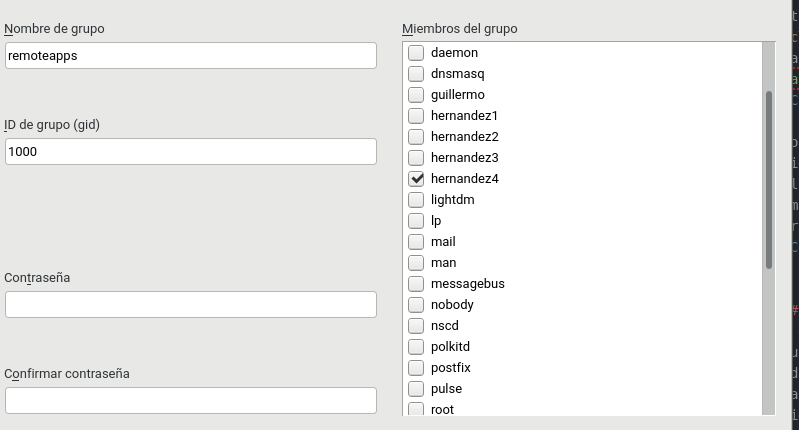 Nombre de grupo
remoteapps
ID de grupo (gid)
1000
Contraseña
Confirmar contraseña
Miembros del grupo
daemon
dnsmasq
guillermo
hernandez1
hernandez2
hernandez3
hernandez4
lightdm
lp
mail
man
messagebus
nobody
nscd
polkitd
postfix
pulse
root